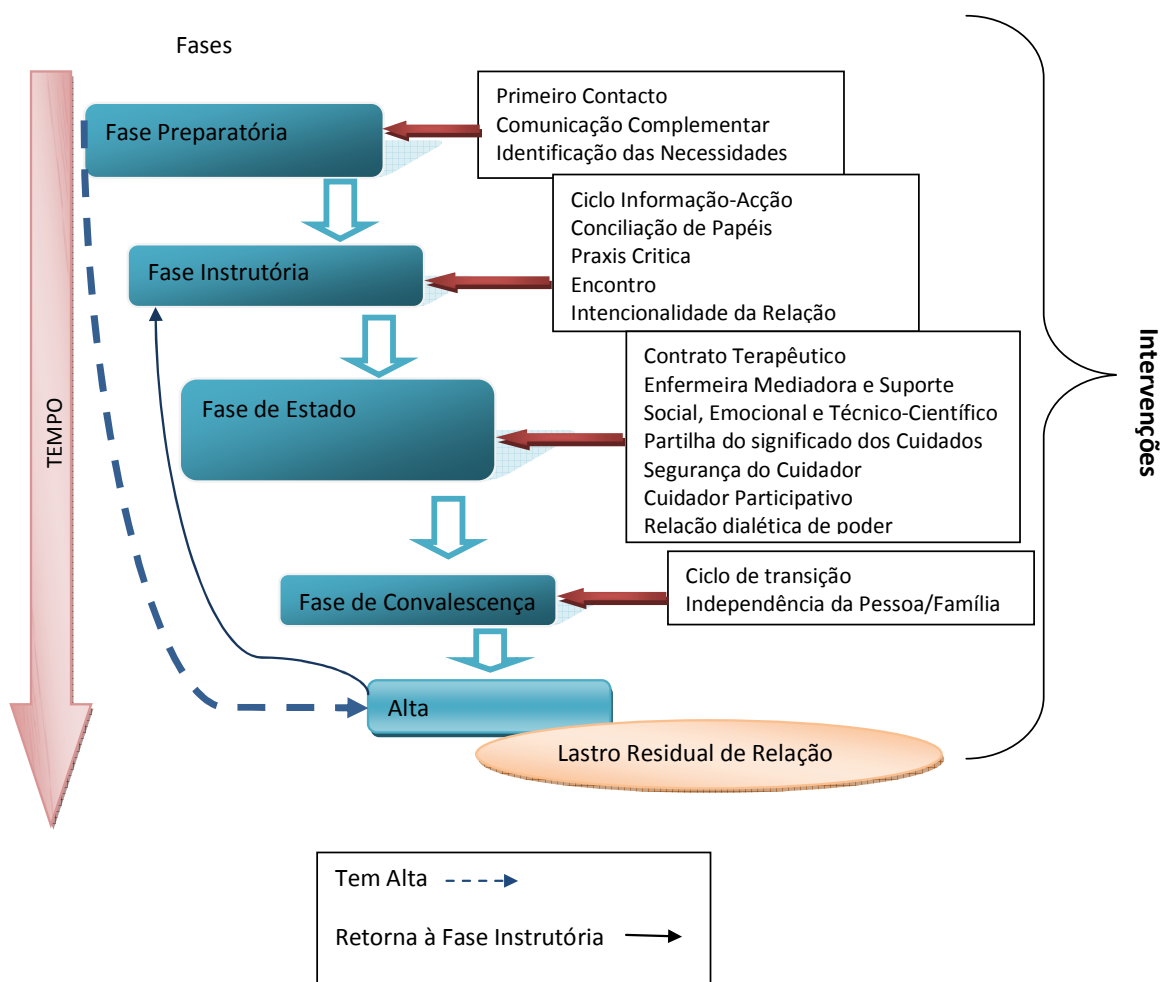 Fases
Fase Preparatória
Primeiro Contacto
Comunicação Complementar
Identificação das Necessidades
Fase Instrutória
Ciclo Informação-Acção
Conciliação de Papéis
Praxis Critica
Encontro
Intencionalidade da Relação
Fase de Estado
Contrato Terapêutico
Enfermeira Mediadora e Suporte
Social, Emocional e Técnico-Científico
Partilha do significado dos Cuidados
Segurança do Cuidador
Cuidador Participativo
Relação dialética de poder
Fase de Convalescença
Ciclo de transição
Independência da Pessoa/Família
Alta
Lastro Residual de Relação
TEMPO
Intervenções
Tem Alta
Retorna à Fase Instrutória